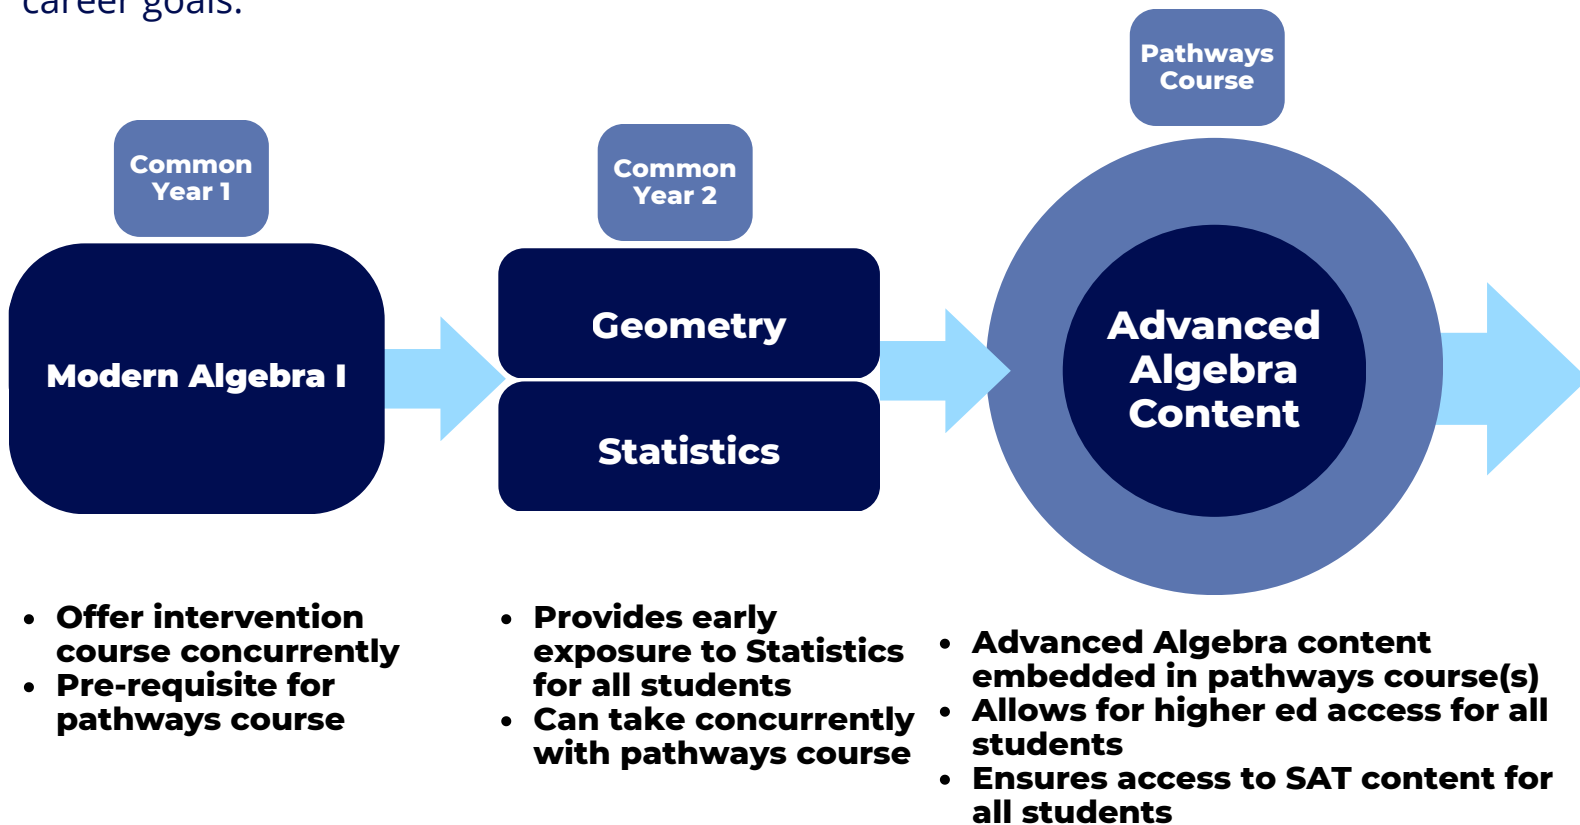 career goals.
Common
Year 1
Modern Algebra I
Offer intervention
course concurrently
Pre-requisite for
pathways course
Common
Year 2
Geometry
Statistics
Provides early
exposure to Statistics
for all students
Can take concurrently
with pathways course
Pathways
Course
Advanced
Algebra
Content
Advanced Algebra content
embedded in pathways course(s)
Allows for higher ed access for all
students
Ensures access to SAT content for
all students